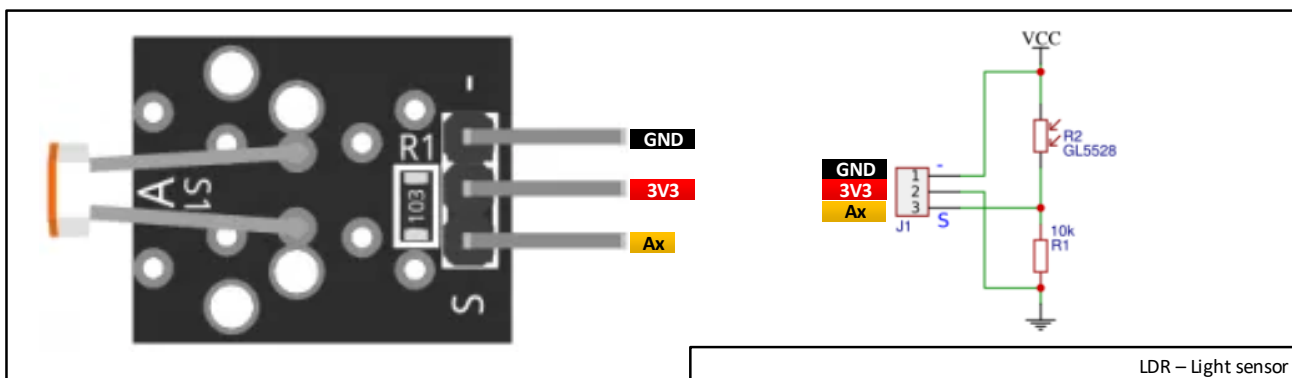 -
R1
GND
A
S1
103
3V3
Ax
S
VCC
R2
GL5528
GND
3V3
Ax
-
1
2
3
S
J1
10k
R1
LDR – Light sensor